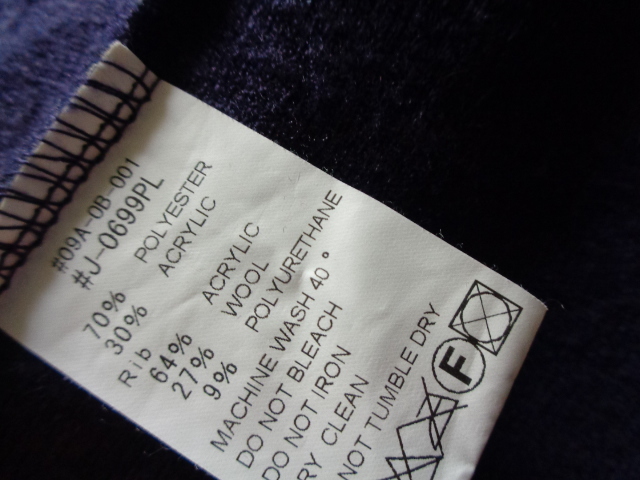 #09A-0B-001
#J-0699PL
70% POLYESTER
30% ACRYLIC
Rib
64% ACRYLIC
27% WOOL
9% POLYURETHANE
MACHINE WASH 40°
DO NOT BLEACH
DO NOT IRON
RY CLEAN
NOT TUMBLE DRY
F